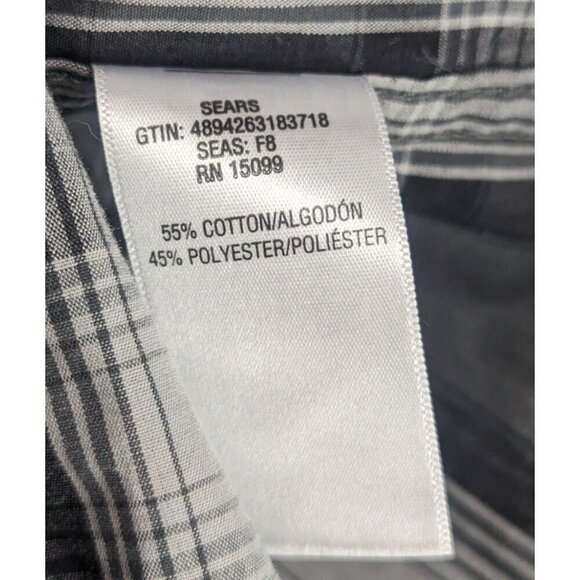 SEARS
GTIN: 4894263183718
SEAS: F8
RN 15099
55% COTTON/ALGODÓN
45% POLYESTER/POLIÉSTER